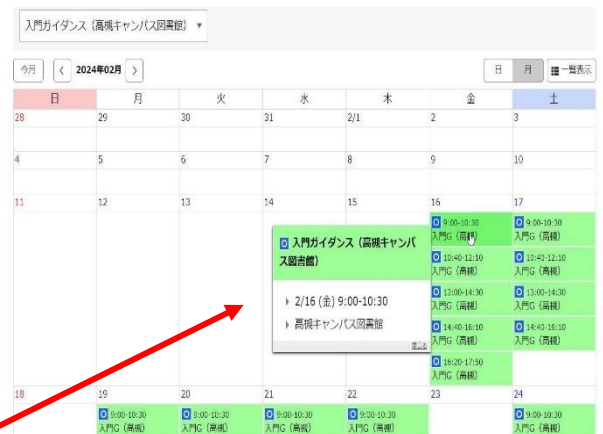 入門ガイダンス（高槻キャンパス図書館）
今月 2024年02月 日 月 一覧表示
日 月 火 水 木 金 土
28 29 30 31 2/1 2 3
4 5 6 7 8 9 10
11 12 13 14 15 16 17
O 9:00-10:30 O 9:00-10:30
入門G（高槻） 入門G（高槻）
O 10:40-12:10 O 10:40-12:10
入門G（高槻） 入門G（高槻）
O 13:00-14:30 O 13:00-14:30
入門G（高槻） 入門G（高槻）
O 14:40-16:10 O 14:40-16:10
入門G（高槻） 入門G（高槻）
O 16:20-17:50
入門G（高槻）
O 入門ガイダンス（高槻キャンパ
ス図書館）
2/16 (金) 9:00-10:30
高槻キャンパス図書館
閉じる
18 19 20 21 22 23 24
O 9:00-10:30 O 9:00-10:30 O 9:00-10:30 O 9:00-10:30 O 9:00-10:30
入門G（高槻） 入門G（高槻） 入門G（高槻） 入門G（高槻） 入門G（高槻）